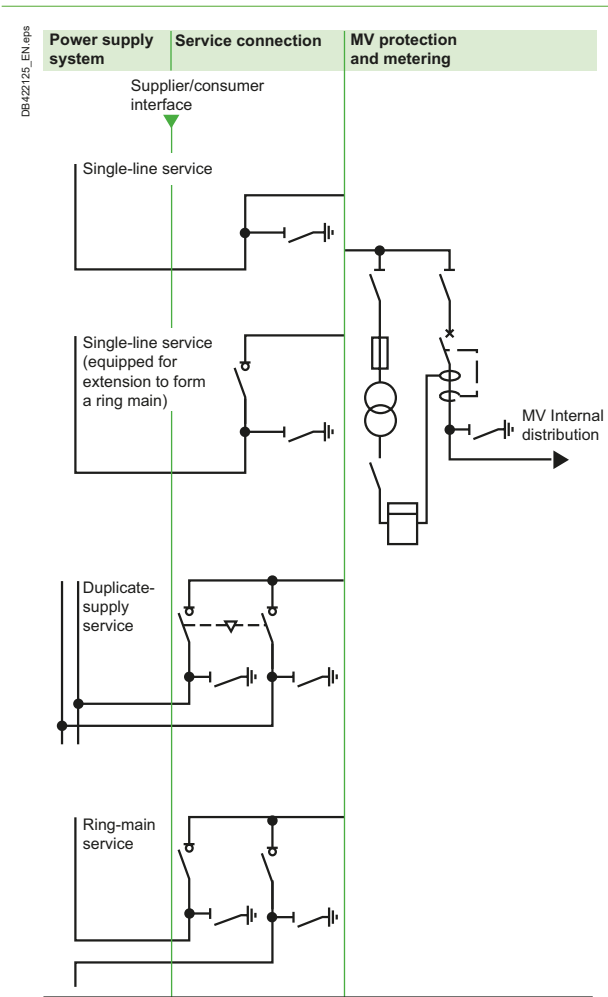 DB422125_EN.eps
Power supply
system
Service connection
MV protection
and metering
Supplier/consumer
interface
Single-line service
Single-line service
(equipped for
extension to form
a ring main)
MV Internal
distribution
Duplicate-
supply
service
Ring-main
service